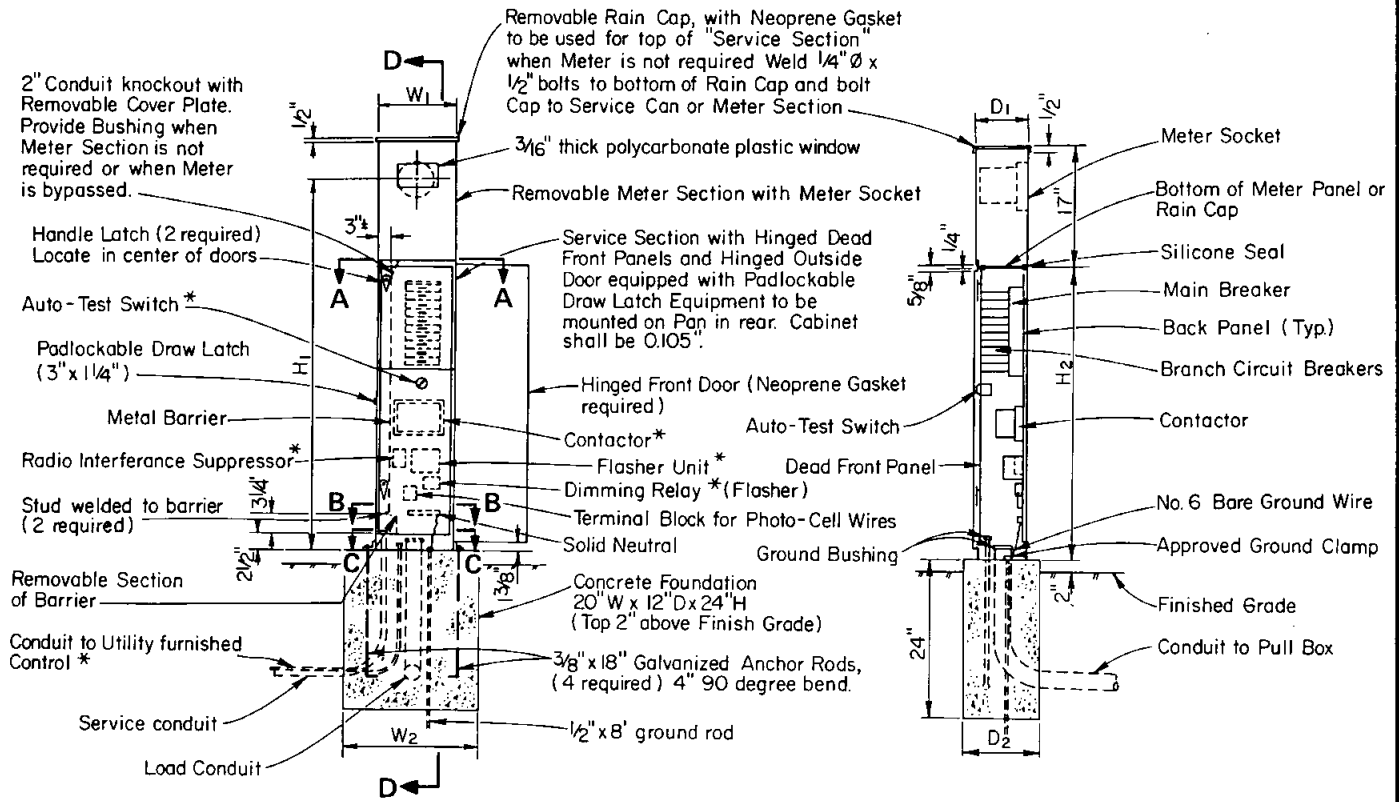 Removable Rain Cap, with Neoprene Gasket
to be used for top of "Service Section"
when Meter is not required Weld 1/4" Ø x
1/2" bolts to bottom of Rain Cap and bolt
Cap to Service Can or Meter Section
D
W1
1/2"
2" Conduit knockout with
Removable Cover Plate.
Provide Bushing when
Meter Section is not
required or when Meter
is bypassed.
3/16" thick polycarbonate plastic window
Removable Meter Section with Meter Socket
3"±
Handle Latch (2 required)
Locate in center of doors
Service Section with Hinged Dead
Front Panels and Hinged Outside
Door equipped with Padlockable
Draw Latch Equipment to be
mounted on Pan in rear. Cabinet
shall be 0.105".
A
A
Auto-Test Switch *
H1
Padlockable Draw Latch
(3" x 1 1/4")
Hinged Front Door (Neoprene Gasket
required)
Metal Barrier
Contactor *
Radio Interferance Suppressor *
Flasher Unit *
Dimming Relay * (Flasher)
Stud welded to barrier
(2 required)
3 1/4"
B
B
Terminal Block for Photo-Cell Wires
Solid Neutral
2 1/2"
C
C
1 3/8"
Removable Section
of Barrier
Concrete Foundation
20"W x 12"D x 24"H
(Top 2" above Finish Grade)
Conduit to Utility furnished
Control *
3/8" x 18" Galvanized Anchor Rods,
(4 required) 4" 90 degree bend.
Service conduit
1/2" x 8' ground rod
W2
Load Conduit
D
D1
1/2"
Meter Socket
17"
Bottom of Meter Panel or
Rain Cap
1/4"
Silicone Seal
5/8"
Main Breaker
Back Panel (Typ.)
H2
Branch Circuit Breakers
Auto-Test Switch
Contactor
Dead Front Panel
No. 6 Bare Ground Wire
Ground Bushing
Approved Ground Clamp
2"
Finished Grade
24"
Conduit to Pull Box
D2